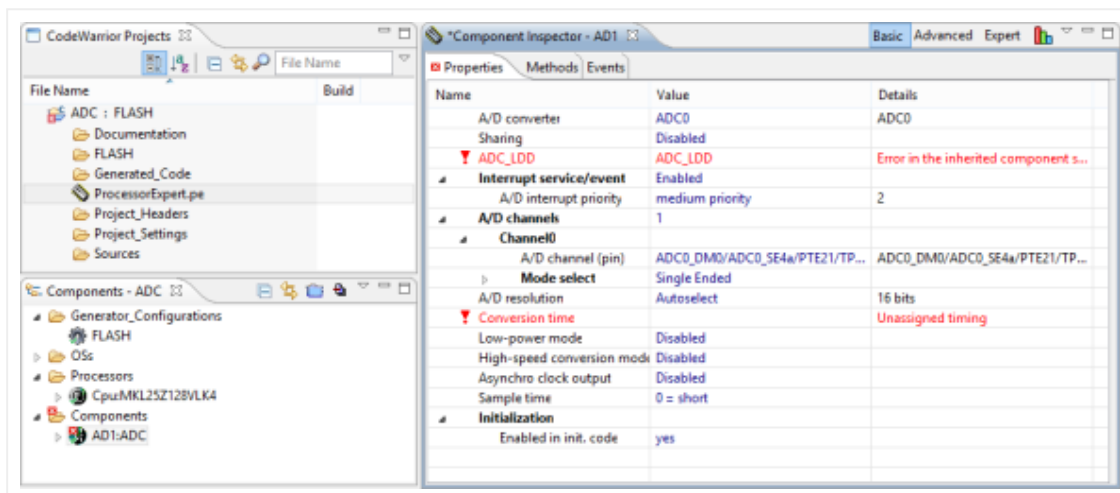 CodeWarrior Projects
File Name
File Name Build
ADC : FLASH
Documentation
FLASH
Generated_Code
ProcessorExpert.pe
Project_Headers
Project_Settings
Sources
Components - ADC
Generator_Configurations
FLASH
OSs
Processors
Cpu:MKL25Z128VLK4
Components
AD1:ADC
*Component Inspector - AD1 Basic Advanced Expert
Properties Methods Events
Name Value Details
A/D converter ADC0 ADC0
Sharing Disabled
ADC_LDD ADC_LDD Error in the inherited component s...
Interrupt service/event Enabled
A/D interrupt priority medium priority 2
A/D channels 1
Channel0
A/D channel (pin) ADC0_DM0/ADC0_SE4a/PTE21/TP... ADC0_DM0/ADC0_SE4a/PTE21/TP...
Mode select Single Ended
A/D resolution Autoselect 16 bits
Conversion time Unassigned timing
Low-power mode Disabled
High-speed conversion mode Disabled
Asynchro clock output Disabled
Sample time 0 = short
Initialization
Enabled in init. code yes